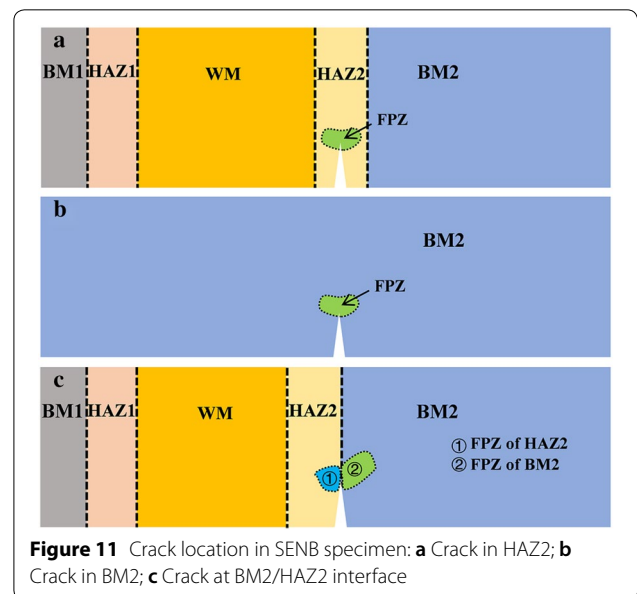 a
BM1 HAZ1 WM HAZ2 BM2
FPZ
b
BM2
FPZ
c
BM1 HAZ1 WM HAZ2 BM2
① FPZ of HAZ2
② FPZ of BM2
① ②
Figure 11 Crack location in SENB specimen: a Crack in HAZ2; b
Crack in BM2; c Crack at BM2/HAZ2 interface